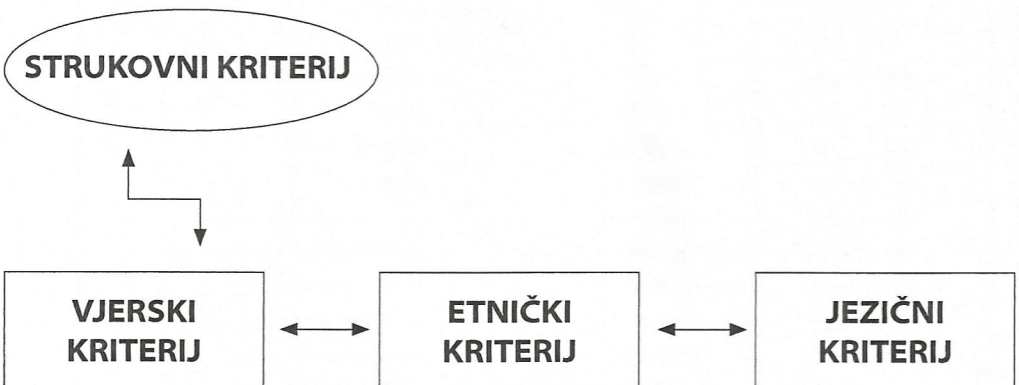 STRUKOVNI KRITERIJ
VJERSKI
KRITERIJ
ETNIČKI
KRITERIJ
JEZIČNI
KRITERIJ